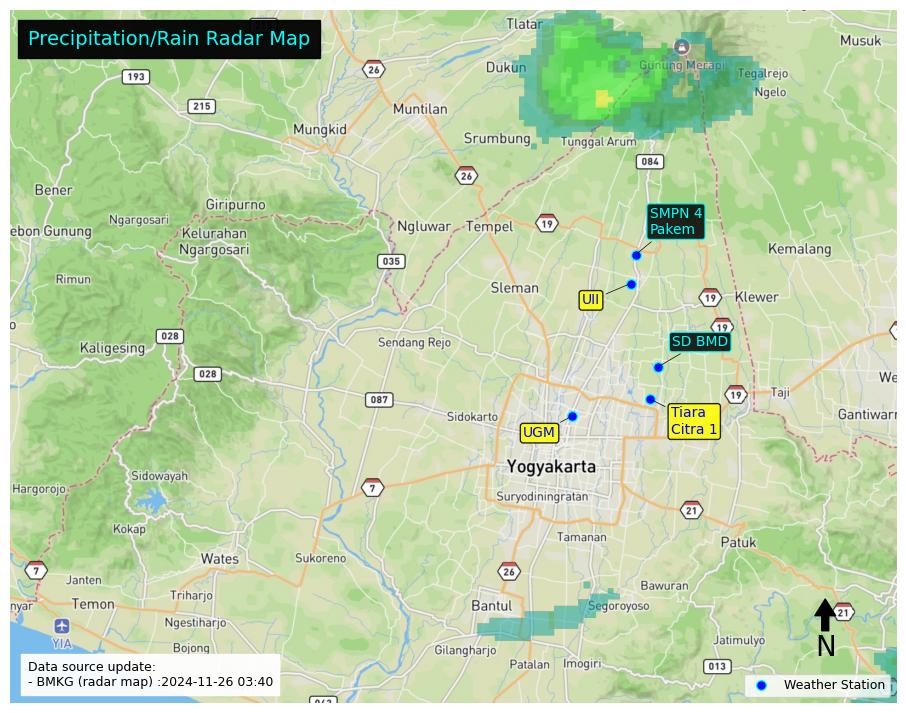 Precipitation/Rain Radar Map
Tlatar
Musuk
26
Dukun
Gunung Merapi
Tegalrejo
193
Ngelo
215
Muntilan
Mungkid
Srumbung
Tunggal Arum
084
26
Bener
Giripurno
SMPN 4
Pakem
Ngargosari
ebon Gunung
Kelurahan
Ngargosari
Ngluwar
Tempel
19
Kemalang
035
Rimun
Sleman
UII
19
Klewer
19
028
Kaligesing
Sendang Rejo
SD BMD
028
We
087
19
Taji
Sidokarto
Tiara
Citra 1
Gantiwarn
UGM
Yogyakarta
Sidowayah
Hargorojo
7
Suryodiningratan
21
Kokap
Tamanan
Patuk
Wates
Sukoreno
7
26
Janten
Bawuran
nyar
Temon
Triharjo
Bantul
Segoroyoso
21
YIA
Ngestiharjo
N
Bojong
Gilangharjo
Jatimulyo
Patalan
Imogiri
013
Data source update:
- BMKG (radar map) :2024-11-26 03:40
Weather Station